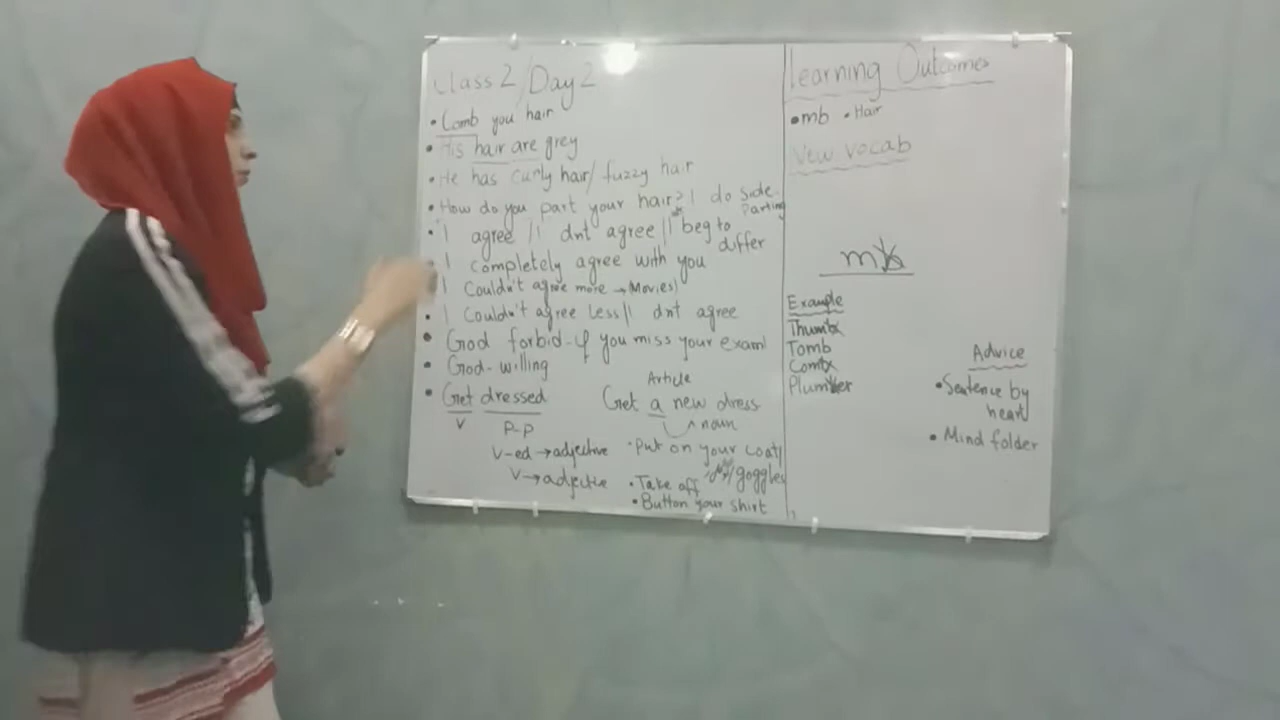 Class 2/Day 2
• Comb you hair
• His hair are grey
• He has curly hair/ fuzzy hair
• How do you part your hair? I do side-
Parting
• I agree // I dnt agree // I beg to
differ
• I completely agree with you
I Couldn't agree more → Movies!
• I Couldn't agree Less// I dnt agree
• God forbid-if you miss your exam!
• God-willing
• Get dressed
V
P-P
V-ed → adjective
V → adjective
Article
Get a new dress
noun
• Put on your coat/
• Take off /goggles
• Button your shirt
Learning Outcomes
• mb • Hair
New vocab
mb
Example
Thumb
Tomb
Comb
Plumber
Advice
• Sentence by
heart
• Mind folder